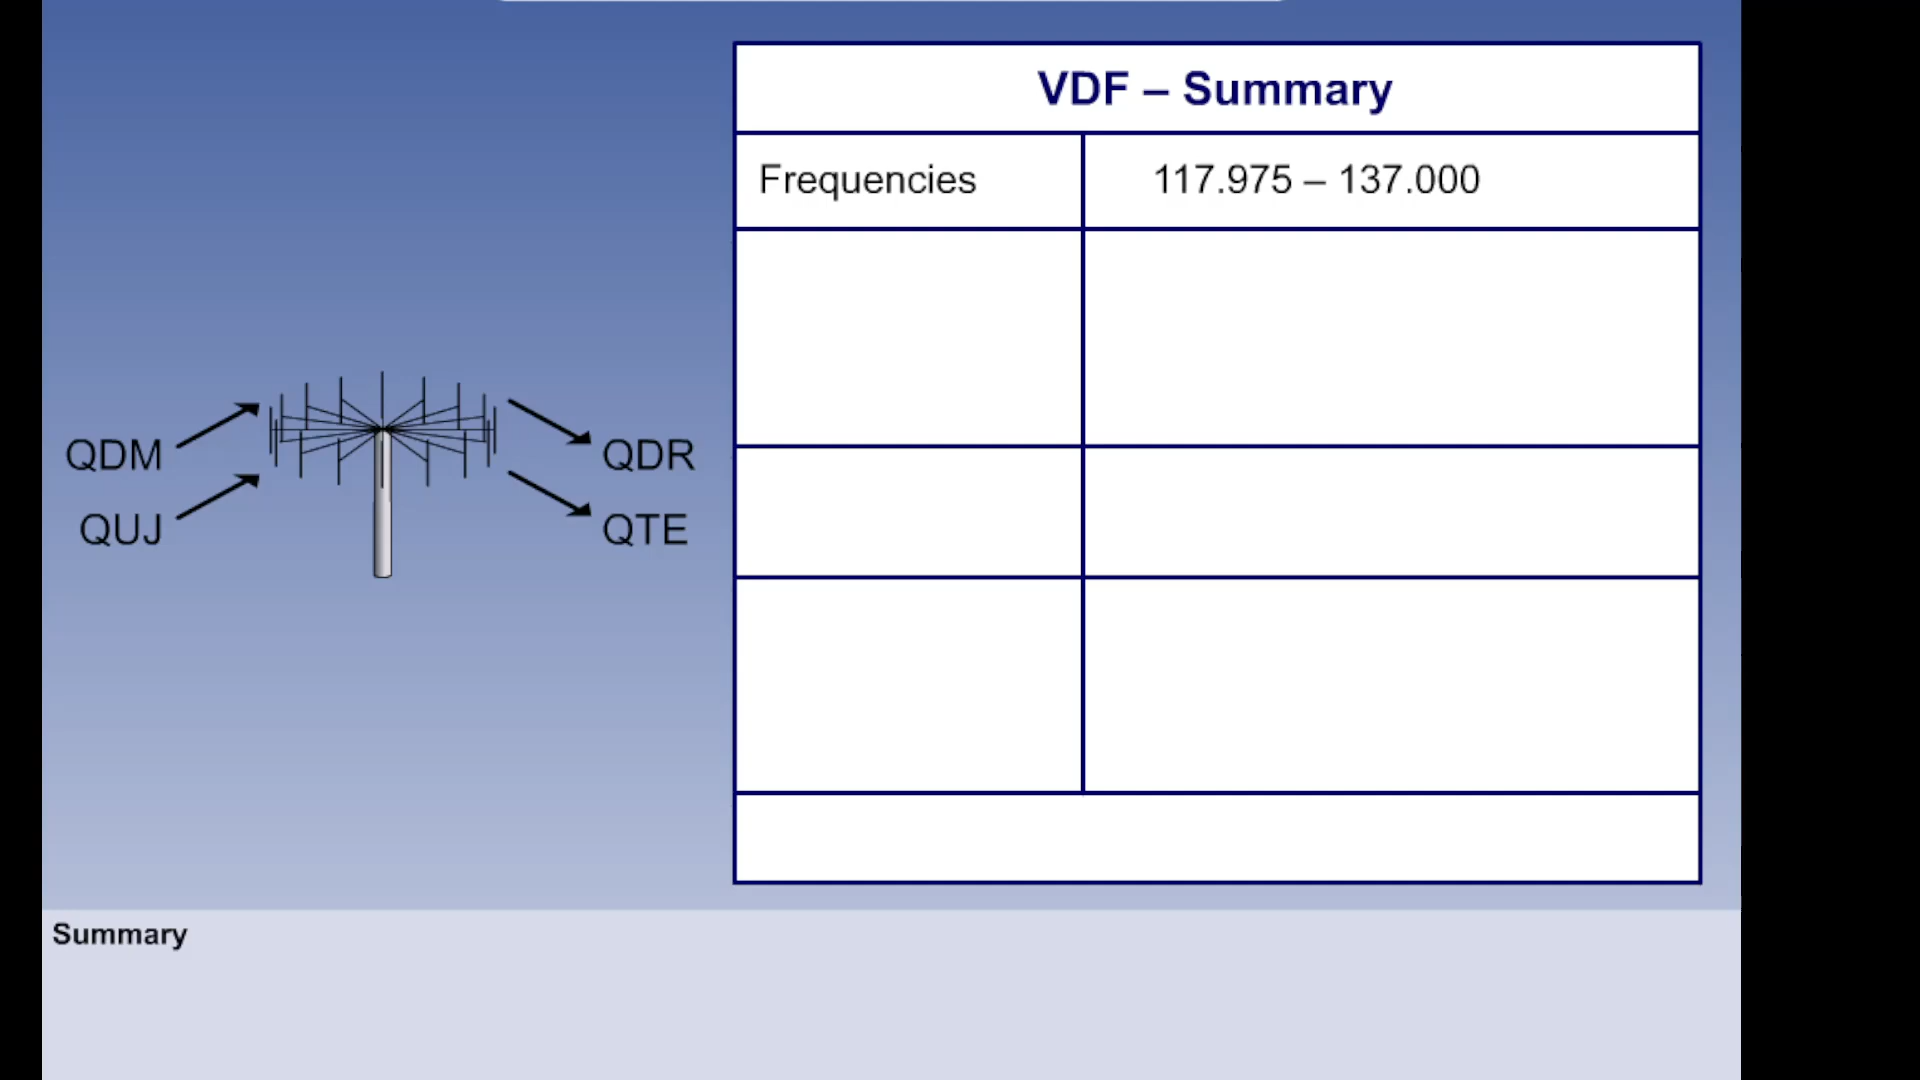 VDF – Summary
Frequencies 117.975 – 137.000
QDM
QDR
QUJ
QTE
Summary